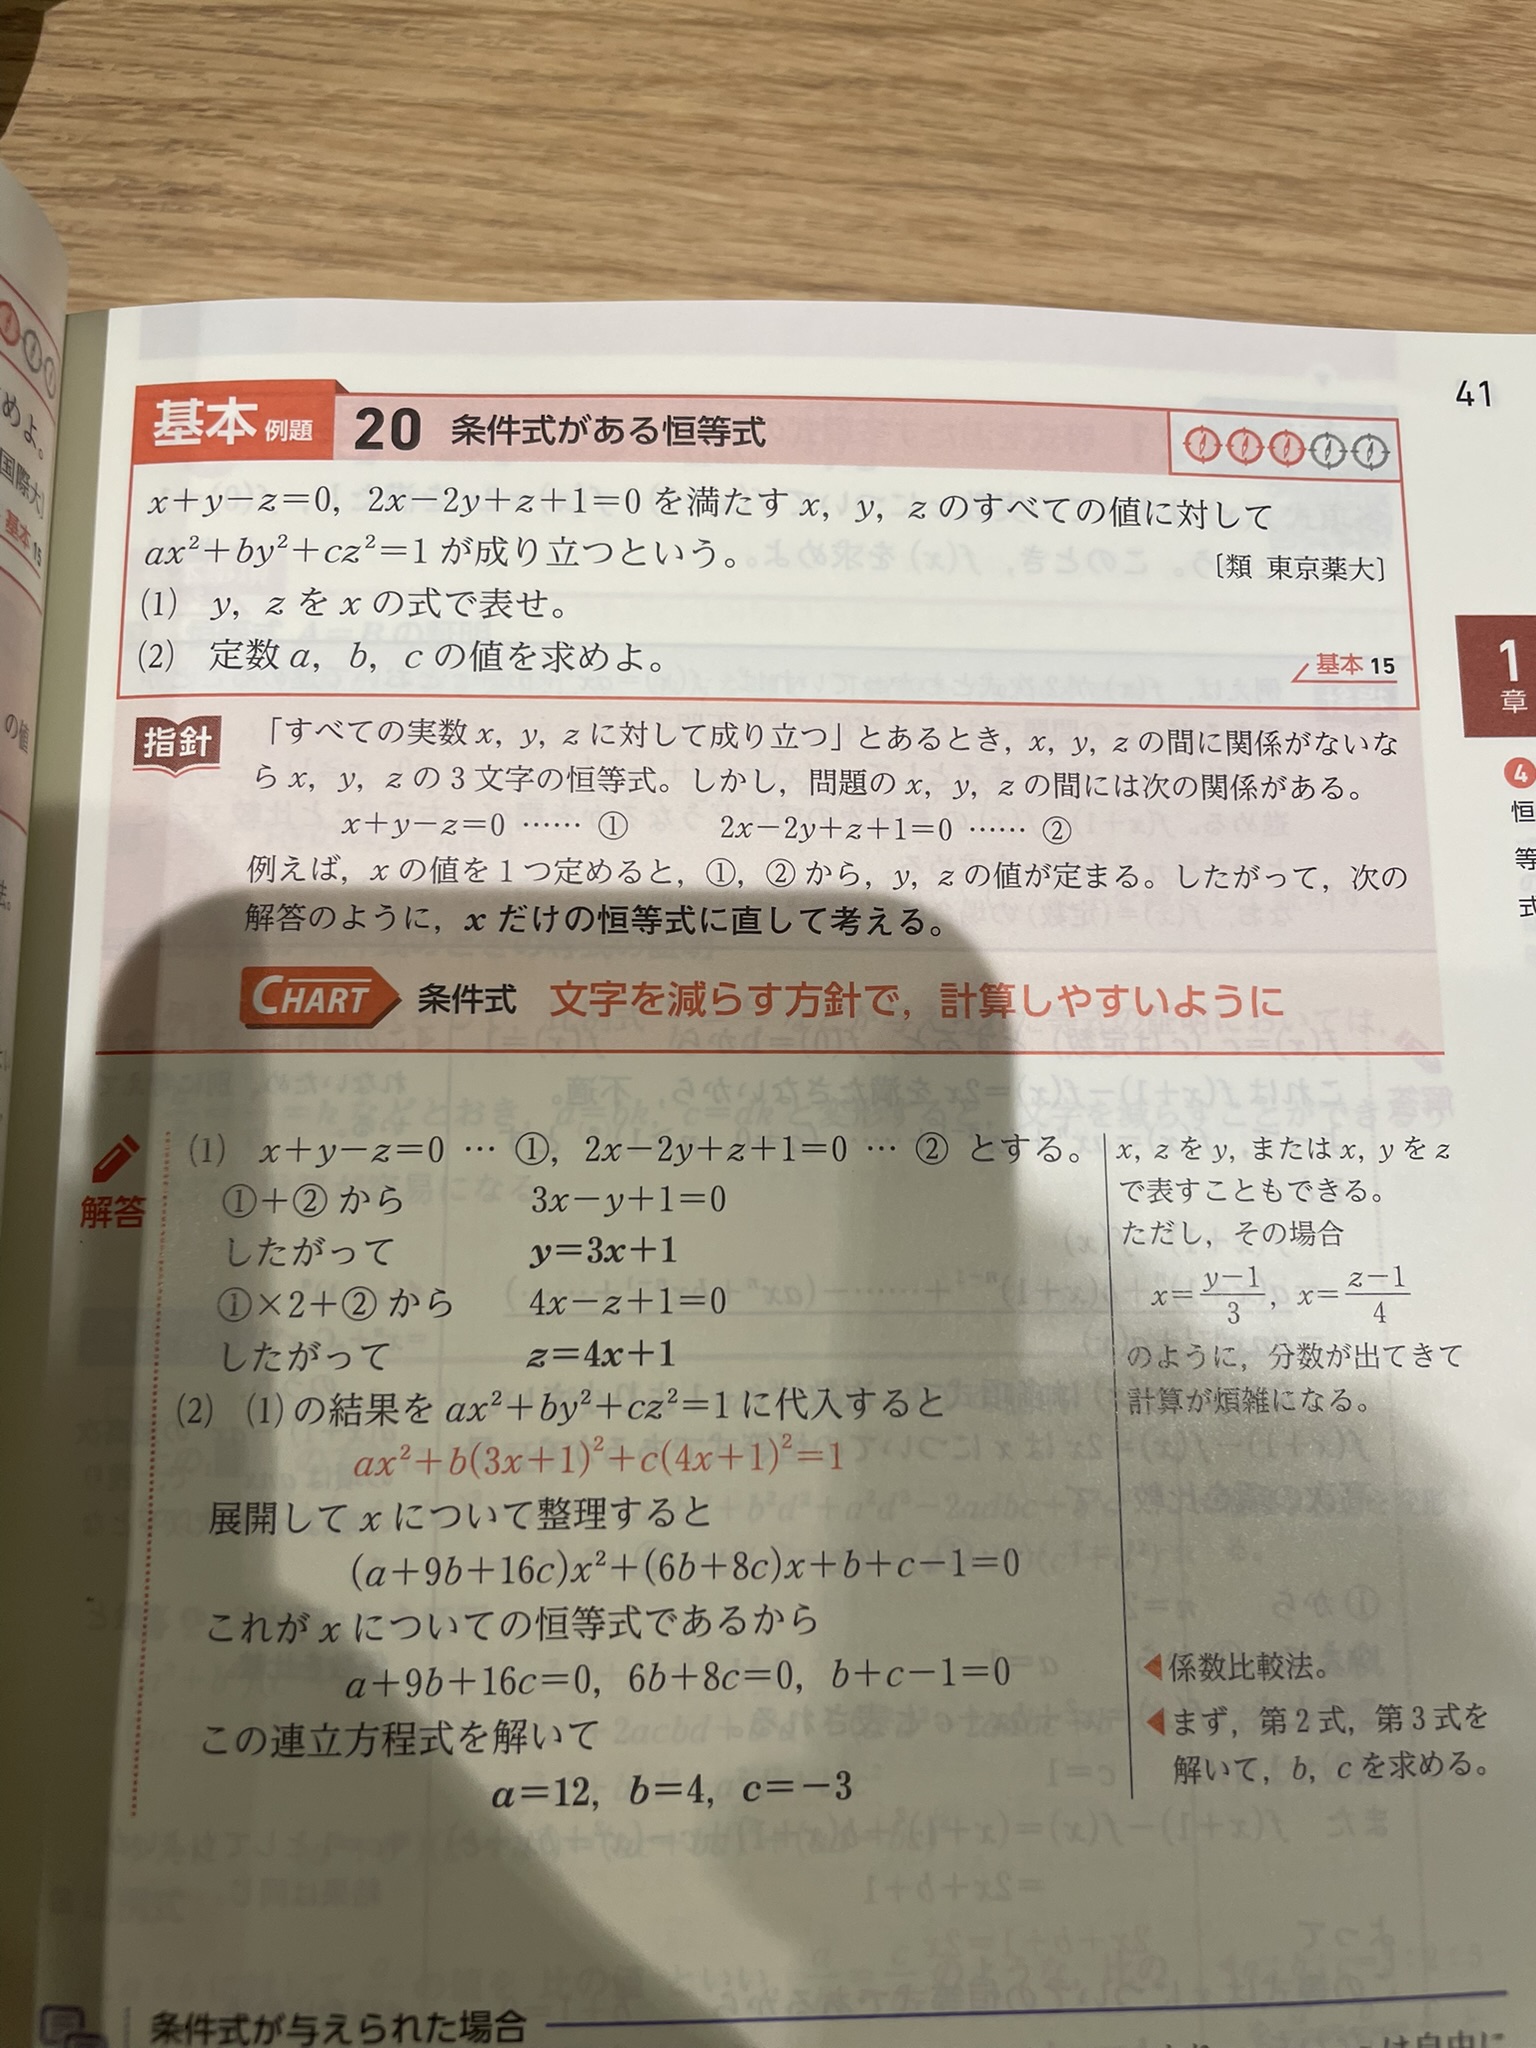 41
基本 例題 20 条件式がある恒等式
x+y−z=0, 2x−2y+z+1=0 を満たす x, y, z のすべての値に対して
ax²+by²+cz²=1 が成り立つという。 [類 東京薬大]
(1) y, z を x の式で表せ。
(2) 定数 a, b, c の値を求めよ。
基本 15
指針 「すべての実数 x, y, z に対して成り立つ」とあるとき, x, y, z の間に関係がないな
ら x, y, z の 3 文字の恒等式。しかし, 問題の x, y, z の間には次の関係がある。
x+y−z=0 …… ① 2x−2y+z+1=0 …… ②
例えば, x の値を 1 つ定めると, ①, ② から, y, z の値が定まる。したがって, 次の
解答のように, x だけの恒等式に直して考える。
CHART 条件式 文字を減らす方針で, 計算しやすいように
解答
(1) x+y−z=0 … ①, 2x−2y+z+1=0 … ② とする。
①+② から 3x−y+1=0
したがって y=3x+1
①×2+② から 4x−z+1=0
したがって z=4x+1
(2) (1) の結果を ax²+by²+cz²=1 に代入すると
ax²+b(3x+1)²+c(4x+1)²=1
展開して x について整理すると
(a+9b+16c)x²+(6b+8c)x+b+c−1=0
これが x についての恒等式であるから
a+9b+16c=0, 6b+8c=0, b+c−1=0
この連立方程式を解いて
a=12, b=4, c=−3
x, z を y, または x, y を z
で表すこともできる。
ただし, その場合
x=(y−1)/3, x=(z−1)/4
のように, 分数が出てきて
計算が煩雑になる。
◀係数比較法。
◀まず, 第 2 式, 第 3 式を
解いて, b, c を求める。
1
章
4
恒
等
式
条件式が与えられた場合
めよ。
国際大]
基本 15
の値